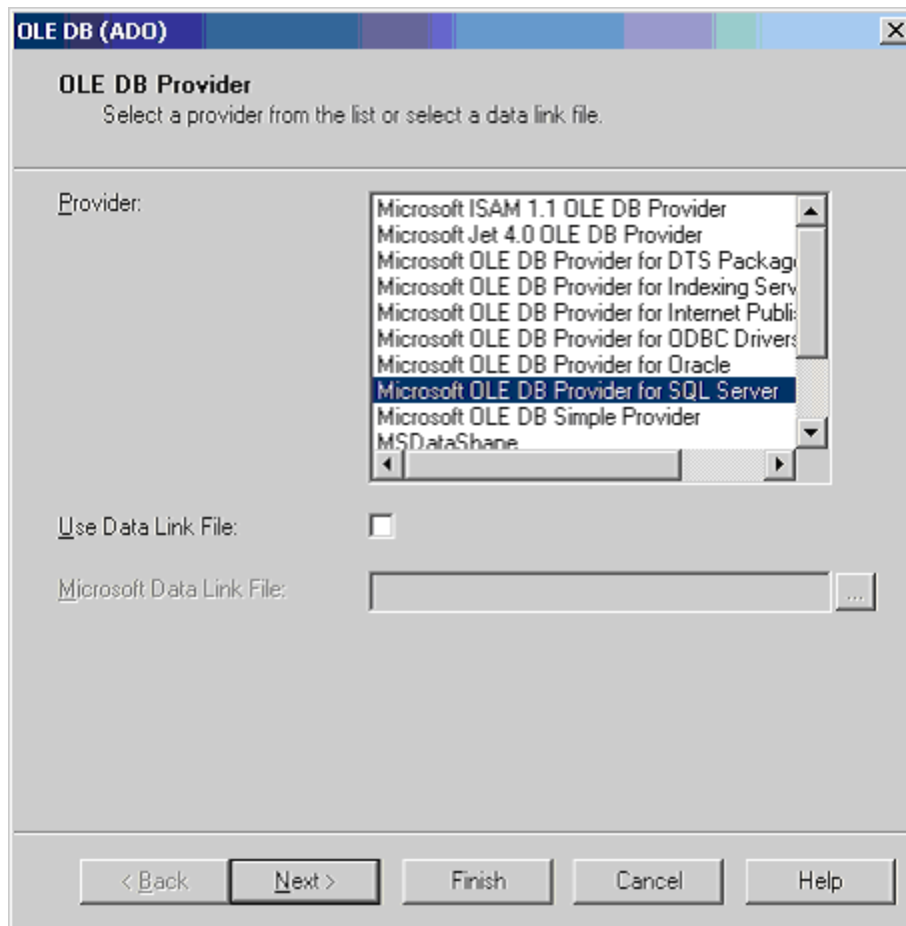 OLE DB (ADO)
OLE DB Provider
Select a provider from the list or select a data link file.
Provider:
Microsoft ISAM 1.1 OLE DB Provider
Microsoft Jet 4.0 OLE DB Provider
Microsoft OLE DB Provider for DTS Packag
Microsoft OLE DB Provider for Indexing Serv
Microsoft OLE DB Provider for Internet Publi
Microsoft OLE DB Provider for ODBC Drivers
Microsoft OLE DB Provider for Oracle
Microsoft OLE DB Provider for SQL Server
Microsoft OLE DB Simple Provider
MSDataShape
Use Data Link File:
Microsoft Data Link File:
...
< Back Next > Finish Cancel Help